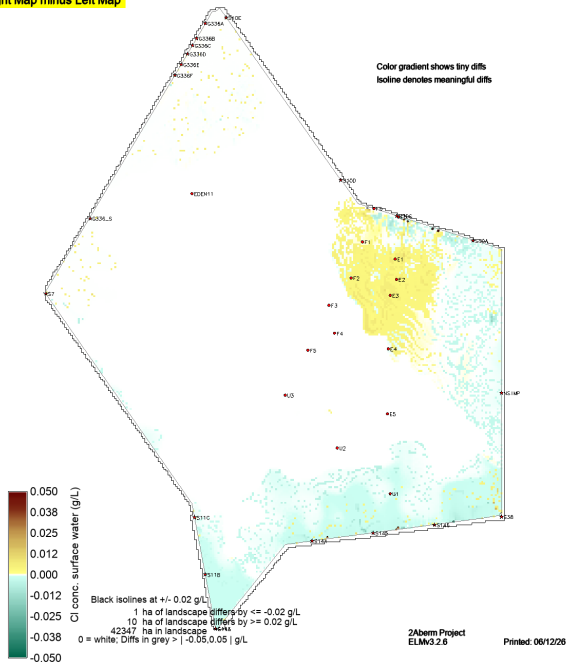 ght Map minus Left Map
S10E
G336A
G336B
G336C
G336D
G336E
G336F
Color gradient shows tiny diffs
Isoline denotes meaningful diffs
S10D
EDEN11
G336_S
S39A
F1
E1
F2
E2
E3
S7
F3
F4
F5
E4
U3
N51MP
E5
U2
U1
S11C
S38
S11B
0.050
0.038
0.025
0.012
0.000
-0.012
-0.025
-0.038
-0.050
Cl conc. surface water (g/L)
Black isolines at +/- 0.02 g/L
1 ha of landscape differs by <= -0.02 g/L
10 ha of landscape differs by >= 0.02 g/L
42347 ha in landscape
0 = white; Diffs in grey > | -0.05,0.05 | g/L
2Aberm Project
ELMv3.2.6
Printed: 06/12/26